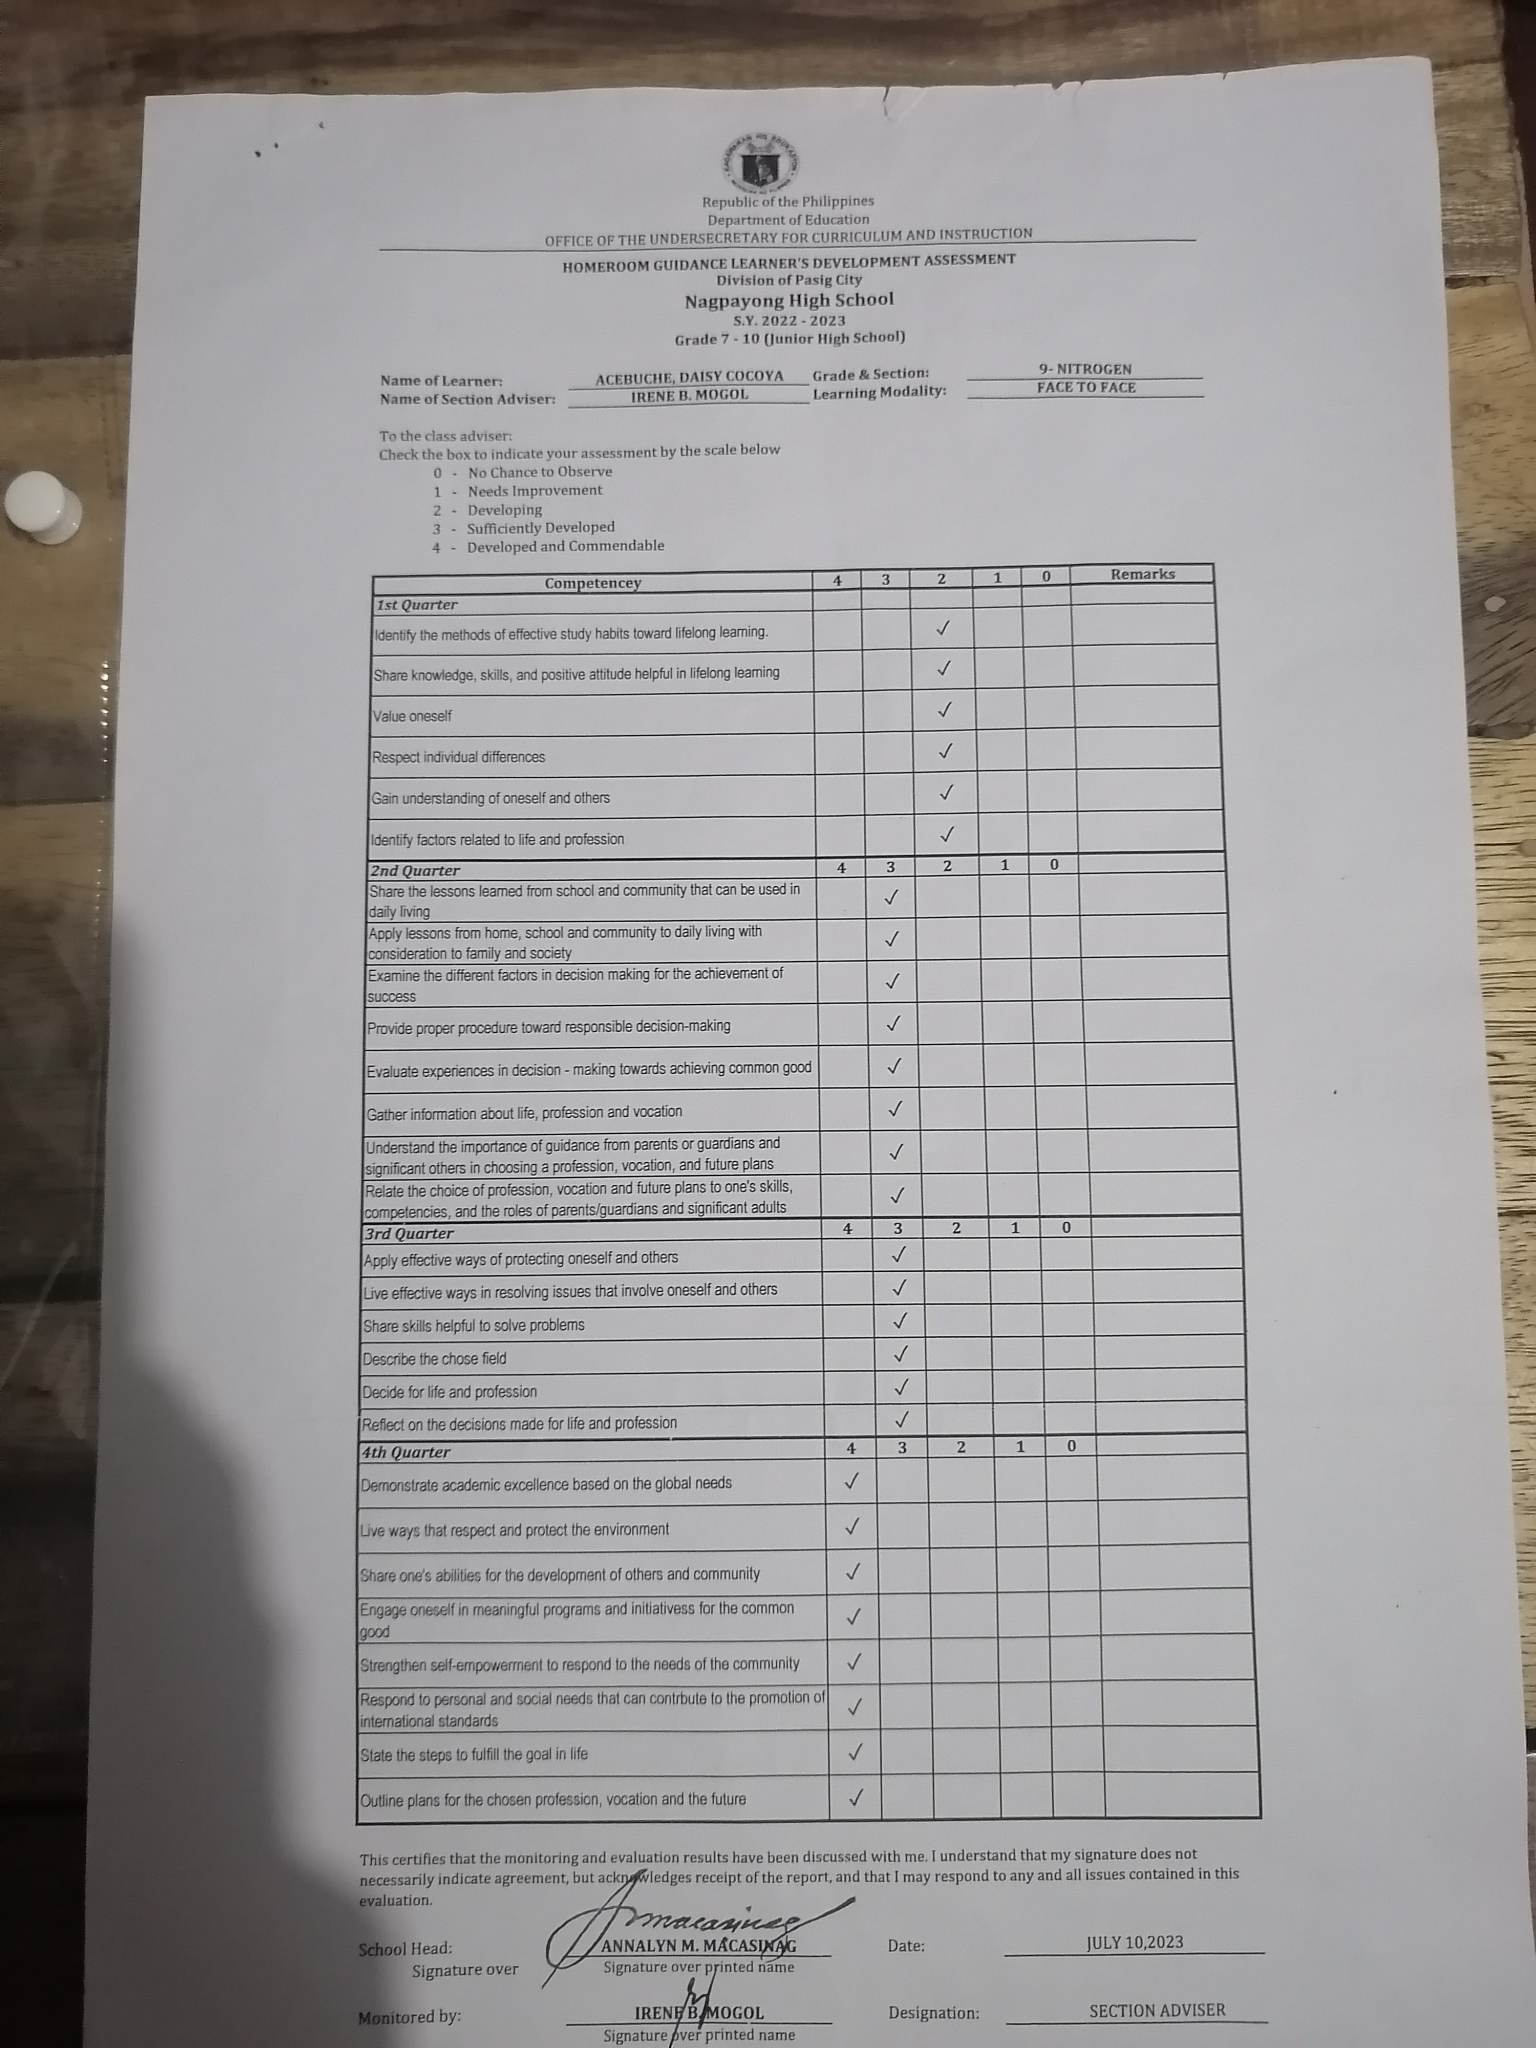 Republic of the Philippines
Department of Education
OFFICE OF THE UNDERSECRETARY FOR CURRICULUM AND INSTRUCTION
HOMEROOM GUIDANCE LEARNER'S DEVELOPMENT ASSESSMENT
Division of Pasig City
Nagpayong High School
S.Y. 2022 - 2023
Grade 7 - 10 (Junior High School)
Name of Learner: ACEBUCHE, DAISY COCOYA Grade & Section: 9- NITROGEN
Name of Section Adviser: IRENE B. MOGOL Learning Modality: FACE TO FACE
To the class adviser:
Check the box to indicate your assessment by the scale below
0 - No Chance to Observe
1 - Needs Improvement
2 - Developing
3 - Sufficiently Developed
4 - Developed and Commendable
Competencey 4 3 2 1 0 Remarks
1st Quarter
Identify the methods of effective study habits toward lifelong learning. ✓
Share knowledge, skills, and positive attitude helpful in lifelong learning ✓
Value oneself ✓
Respect individual differences ✓
Gain understanding of oneself and others ✓
Identify factors related to life and profession ✓
2nd Quarter 4 3 2 1 0
Share the lessons learned from school and community that can be used in
daily living ✓
Apply lessons from home, school and community to daily living with
consideration to family and society ✓
Examine the different factors in decision making for the achievement of
success ✓
Provide proper procedure toward responsible decision-making ✓
Evaluate experiences in decision - making towards achieving common good ✓
Gather information about life, profession and vocation ✓
Understand the importance of guidance from parents or guardians and
significant others in choosing a profession, vocation, and future plans ✓
Relate the choice of profession, vocation and future plans to one's skills,
competencies, and the roles of parents/guardians and significant adults ✓
3rd Quarter 4 3 2 1 0
Apply effective ways of protecting oneself and others ✓
Live effective ways in resolving issues that involve oneself and others ✓
Share skills helpful to solve problems ✓
Describe the chose field ✓
Decide for life and profession ✓
Reflect on the decisions made for life and profession ✓
4th Quarter 4 3 2 1 0
Demonstrate academic excellence based on the global needs ✓
Live ways that respect and protect the environment ✓
Share one's abilities for the development of others and community ✓
Engage oneself in meaningful programs and initiativess for the common
good ✓
Strengthen self-empowerment to respond to the needs of the community ✓
Respond to personal and social needs that can contrbute to the promotion of
international standards ✓
State the steps to fulfill the goal in life ✓
Outline plans for the chosen profession, vocation and the future ✓
This certifies that the monitoring and evaluation results have been discussed with me. I understand that my signature does not
necessarily indicate agreement, but acknowledges receipt of the report, and that I may respond to any and all issues contained in this
evaluation.
School Head: ANNALYN M. MACASINAG Date: JULY 10,2023
Signature over Signature over printed name
Monitored by: IRENE B. MOGOL Designation: SECTION ADVISER
Signature over printed name